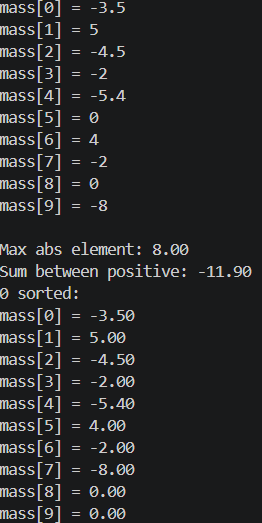 mass[0] = -3.5
mass[1] = 5
mass[2] = -4.5
mass[3] = -2
mass[4] = -5.4
mass[5] = 0
mass[6] = 4
mass[7] = -2
mass[8] = 0
mass[9] = -8
Max abs element: 8.00
Sum between positive: -11.90
0 sorted:
mass[0] = -3.50
mass[1] = 5.00
mass[2] = -4.50
mass[3] = -2.00
mass[4] = -5.40
mass[5] = 4.00
mass[6] = -2.00
mass[7] = -8.00
mass[8] = 0.00
mass[9] = 0.00